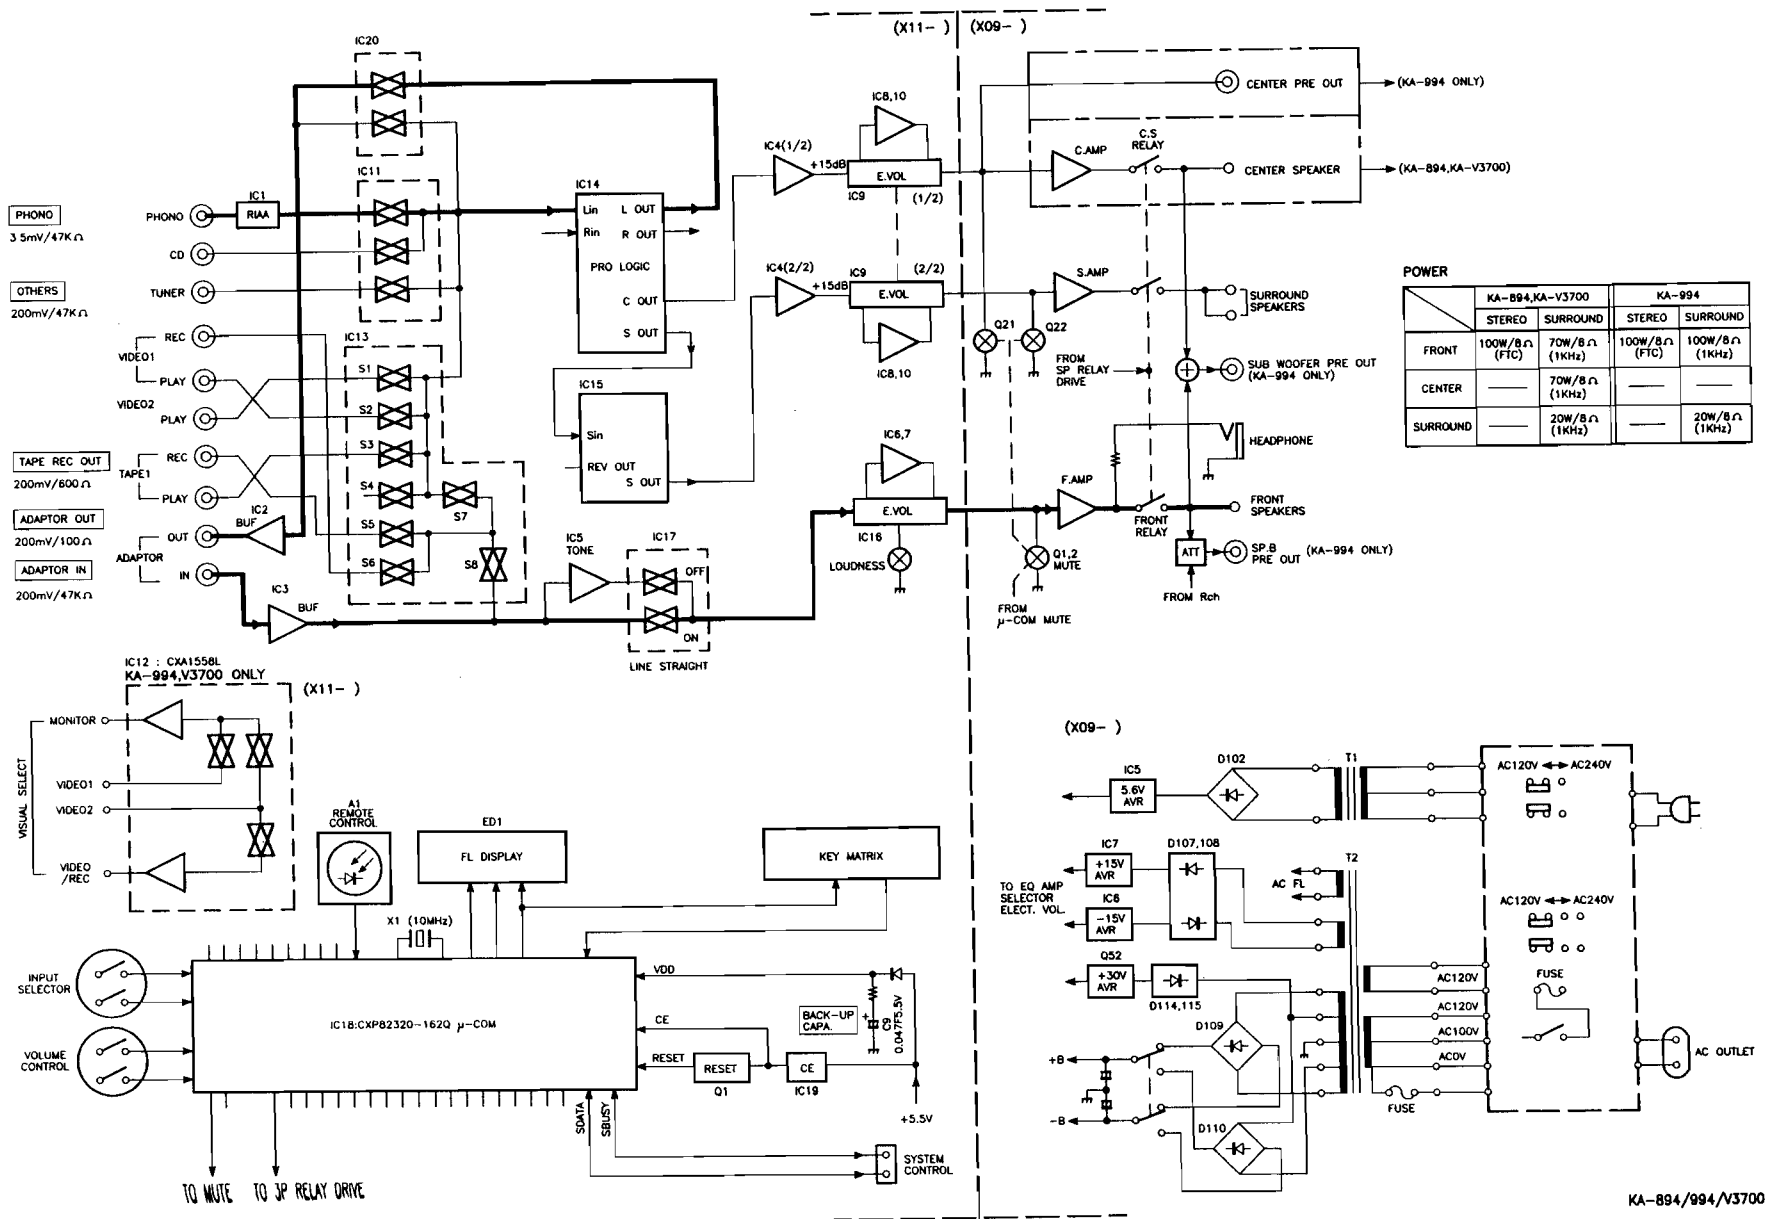 (X11- )
(X09- )
IC20
CENTER PRE OUT
(KA-994 ONLY)
IC8,10
C.S
RELAY
IC4(1/2)
+15dB
C.AMP
E.VOL
CENTER SPEAKER
(KA-894,KA-V3700)
IC9
(1/2)
IC11
IC1
IC14
PHONO
3 5mV/47KΩ
PHONO
RIAA
Lin
L OUT
Rin
R OUT
CD
PRO LOGIC
OTHERS
200mV/47KΩ
TUNER
C OUT
S OUT
IC4(2/2)
+15dB
IC9
(2/2)
E.VOL
IC8,10
S.AMP
SURROUND
SPEAKERS
Q21
Q22
POWER
KA-894,KA-V3700
KA-994
STEREO
SURROUND
STEREO
SURROUND
FRONT
100W/8Ω
(FTC)
70W/8Ω
(1KHz)
100W/8Ω
(FTC)
100W/8Ω
(1KHz)
CENTER
70W/8Ω
(1KHz)
SURROUND
20W/8Ω
(1KHz)
20W/8Ω
(1KHz)
REC
VIDEO1
PLAY
VIDEO2
PLAY
IC13
S1
S2
S3
S4
S5
S6
S7
S8
IC15
Sin
REV OUT
S OUT
FROM
SP RELAY
DRIVE
SUB WOOFER PRE OUT
(KA-994 ONLY)
TAPE REC OUT
200mV/600Ω
REC
TAPE1
PLAY
IC6,7
HEADPHONE
ADAPTOR OUT
200mV/100Ω
OUT
ADAPTOR
IN
BUF
IC2
ADAPTOR IN
200mV/47KΩ
IC3
BUF
IC5
TONE
IC17
OFF
ON
LINE STRAIGHT
E.VOL
IC16
LOUDNESS
F.AMP
FRONT
RELAY
FRONT
SPEAKERS
Q1,2
MUTE
ATT
SP.B
PRE OUT
(KA-994 ONLY)
FROM Rch
FROM
μ-COM MUTE
IC12 : CXA1558L
KA-994,V3700 ONLY
(X11- )
VISUAL SELECT
MONITOR
VIDEO1
VIDEO2
VIDEO
/REC
A1
REMOTE
CONTROL
ED1
FL DISPLAY
KEY MATRIX
X1 (10MHz)
INPUT
SELECTOR
VOLUME
CONTROL
IC18:CXP82320-162Q μ-COM
VDD
CE
RESET
BACK-UP
CAPA.
+
C9
0.047F5.5V
RESET
Q1
CE
IC19
+5.5V
SDATA
SBUSY
SYSTEM
CONTROL
TO MUTE
TO JP RELAY DRIVE
(X09- )
IC5
5.6V
AVR
D102
T1
AC120V
AC240V
IC7
+15V
AVR
D107,108
T2
AC FL
TO EQ AMP
SELECTOR
ELECT. VOL.
IC6
-15V
AVR
AC120V
AC240V
Q52
+30V
AVR
D114,115
AC120V
FUSE
AC120V
D109
AC100V
AC0V
AC OUTLET
+B
-B
FUSE
D110
KA-894/994/V3700